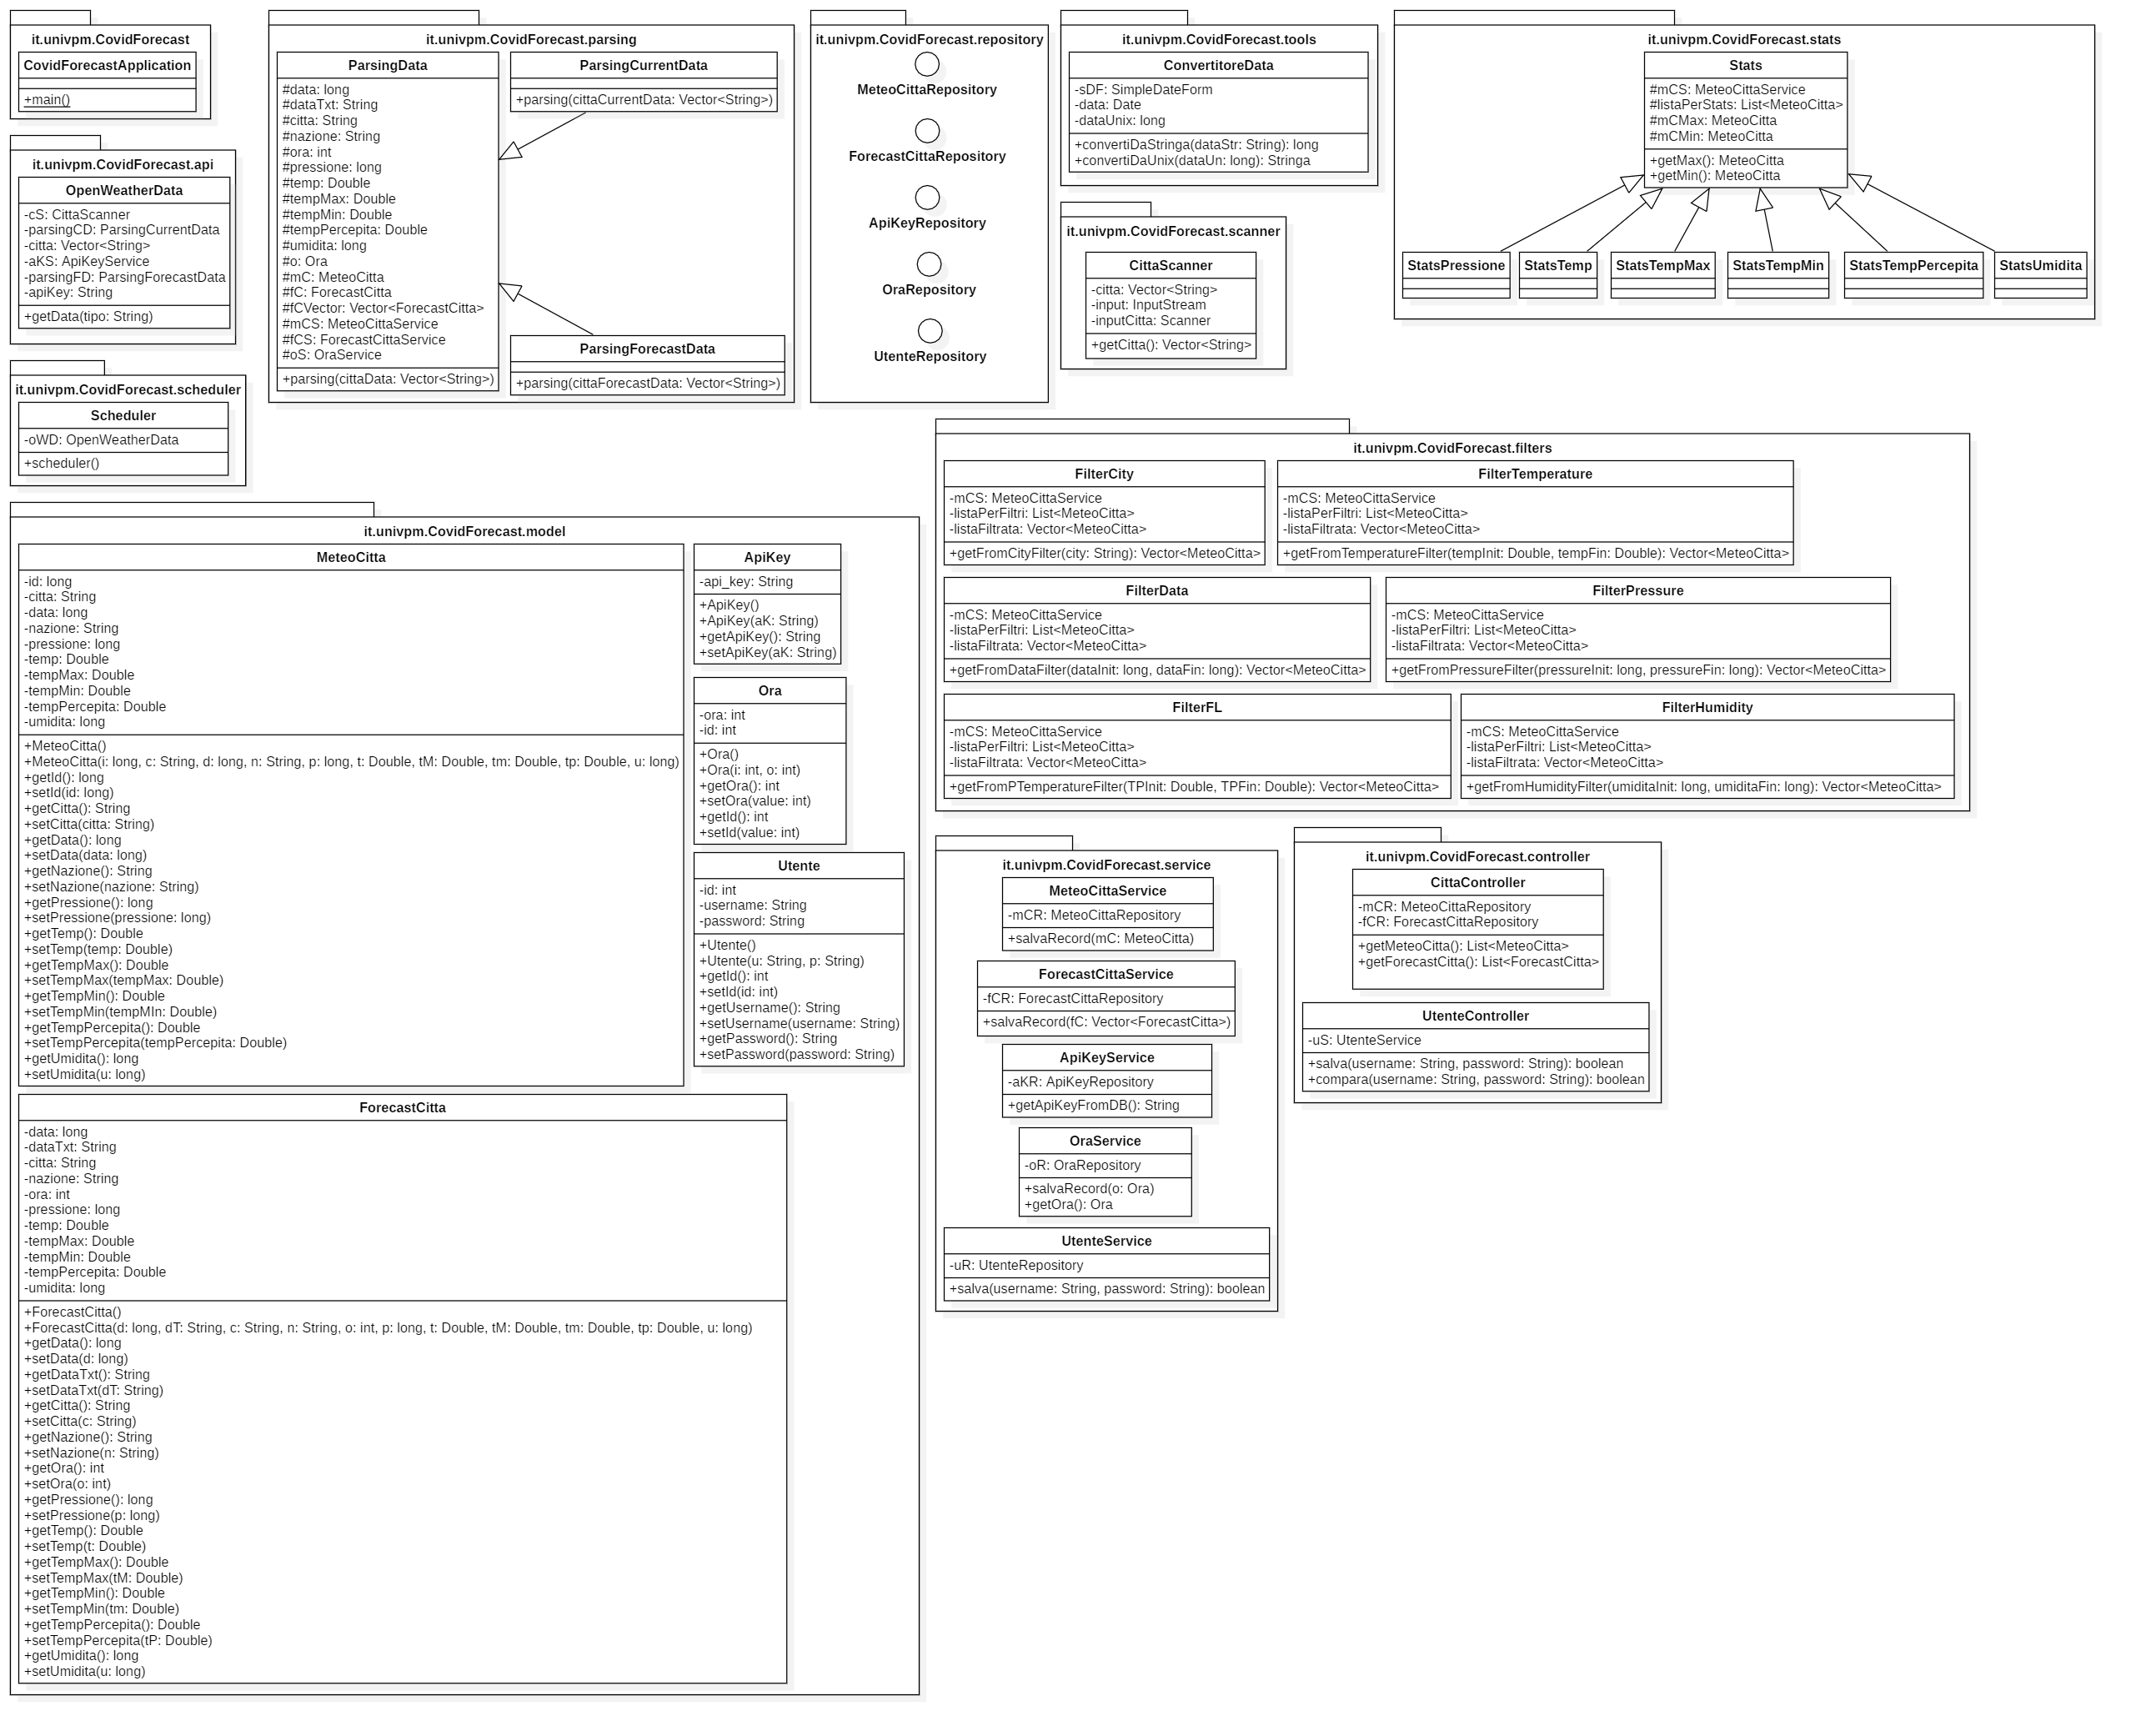 it.univpm.CovidForecast
CovidForecastApplication
+main()
it.univpm.CovidForecast.api
OpenWeatherData
-cS: CittaScanner
-parsingCD: ParsingCurrentData
-citta: Vector<String>
-aKS: ApiKeyService
-parsingFD: ParsingForecastData
-apiKey: String
+getData(tipo: String)
it.univpm.CovidForecast.scheduler
Scheduler
-oWD: OpenWeatherData
+scheduler()
it.univpm.CovidForecast.parsing
ParsingData
#data: long
#dataTxt: String
#citta: String
#nazione: String
#ora: int
#pressione: long
#temp: Double
#tempMax: Double
#tempMin: Double
#tempPercepita: Double
#umidita: long
#o: Ora
#mC: MeteoCitta
#fC: ForecastCitta
#fCVector: Vector<ForecastCitta>
#mCS: MeteoCittaService
#fCS: ForecastCittaService
#oS: OraService
+parsing(cittaData: Vector<String>)
ParsingCurrentData
+parsing(cittaCurrentData: Vector<String>)
ParsingForecastData
+parsing(cittaForecastData: Vector<String>)
it.univpm.CovidForecast.repository
MeteoCittaRepository
ForecastCittaRepository
ApiKeyRepository
OraRepository
UtenteRepository
it.univpm.CovidForecast.tools
ConvertitoreData
-sDF: SimpleDateForm
-data: Date
-dataUnix: long
+convertiDaStringa(dataStr: String): long
+convertiDaUnix(dataUn: long): Stringa
it.univpm.CovidForecast.scanner
CittaScanner
-citta: Vector<String>
-input: InputStream
-inputCitta: Scanner
+getCitta(): Vector<String>
it.univpm.CovidForecast.stats
Stats
#mCS: MeteoCittaService
#listaPerStats: List<MeteoCitta>
#mCMax: MeteoCitta
#mCMin: MeteoCitta
+getMax(): MeteoCitta
+getMin(): MeteoCitta
StatsPressione
StatsTemp
StatsTempMax
StatsTempMin
StatsTempPercepita
StatsUmidita
it.univpm.CovidForecast.model
MeteoCitta
-id: long
-citta: String
-data: long
-nazione: String
-pressione: long
-temp: Double
-tempMax: Double
-tempMin: Double
-tempPercepita: Double
-umidita: long
+MeteoCitta()
+MeteoCitta(i: long, c: String, d: long, n: String, p: long, t: Double, tM: Double, tm: Double, tp: Double, u: long)
+getId(): long
+setId(id: long)
+getCitta(): String
+setCitta(citta: String)
+getData(): long
+setData(data: long)
+getNazione(): String
+setNazione(nazione: String)
+getPressione(): long
+setPressione(pressione: long)
+getTemp(): Double
+setTemp(temp: Double)
+getTempMax(): Double
+setTempMax(tempMax: Double)
+getTempMin(): Double
+setTempMin(tempMIn: Double)
+getTempPercepita(): Double
+setTempPercepita(tempPercepita: Double)
+getUmidita(): long
+setUmidita(u: long)
ApiKey
-api_key: String
+ApiKey()
+ApiKey(aK: String)
+getApiKey(): String
+setApiKey(aK: String)
Ora
-ora: int
-id: int
+Ora()
+Ora(i: int, o: int)
+getOra(): int
+setOra(value: int)
+getId(): int
+setId(value: int)
Utente
-id: int
-username: String
-password: String
+Utente()
+Utente(u: String, p: String)
+getId(): int
+setId(id: int)
+getUsername(): String
+setUsername(username: String)
+getPassword(): String
+setPassword(password: String)
ForecastCitta
-data: long
-dataTxt: String
-citta: String
-nazione: String
-ora: int
-pressione: long
-temp: Double
-tempMax: Double
-tempMin: Double
-tempPercepita: Double
-umidita: long
+ForecastCitta()
+ForecastCitta(d: long, dT: String, c: String, n: String, o: int, p: long, t: Double, tM: Double, tm: Double, tp: Double, u: long)
+getData(): long
+setData(d: long)
+getDataTxt(): String
+setDataTxt(dT: String)
+getCitta(): String
+setCitta(c: String)
+getNazione(): String
+setNazione(n: String)
+getOra(): int
+setOra(o: int)
+getPressione(): long
+setPressione(p: long)
+getTemp(): Double
+setTemp(t: Double)
+getTempMax(): Double
+setTempMax(tM: Double)
+getTempMin(): Double
+setTempMin(tm: Double)
+getTempPercepita(): Double
+setTempPercepita(tP: Double)
+getUmidita(): long
+setUmidita(u: long)
it.univpm.CovidForecast.filters
FilterCity
-mCS: MeteoCittaService
-listaPerFiltri: List<MeteoCitta>
-listaFiltrata: Vector<MeteoCitta>
+getFromCityFilter(city: String): Vector<MeteoCitta>
FilterTemperature
-mCS: MeteoCittaService
-listaPerFiltri: List<MeteoCitta>
-listaFiltrata: Vector<MeteoCitta>
+getFromTemperatureFilter(tempInit: Double, tempFin: Double): Vector<MeteoCitta>
FilterData
-mCS: MeteoCittaService
-listaPerFiltri: List<MeteoCitta>
-listaFiltrata: Vector<MeteoCitta>
+getFromDataFilter(dataInit: long, dataFin: long): Vector<MeteoCitta>
FilterPressure
-mCS: MeteoCittaService
-listaPerFiltri: List<MeteoCitta>
-listaFiltrata: Vector<MeteoCitta>
+getFromPressureFilter(pressureInit: long, pressureFin: long): Vector<MeteoCitta>
FilterFL
-mCS: MeteoCittaService
-listaPerFiltri: List<MeteoCitta>
-listaFiltrata: Vector<MeteoCitta>
+getFromPTemperatureFilter(TPInit: Double, TPFin: Double): Vector<MeteoCitta>
FilterHumidity
-mCS: MeteoCittaService
-listaPerFiltri: List<MeteoCitta>
-listaFiltrata: Vector<MeteoCitta>
+getFromHumidityFilter(umiditaInit: long, umiditaFin: long): Vector<MeteoCitta>
it.univpm.CovidForecast.service
MeteoCittaService
-mCR: MeteoCittaRepository
+salvaRecord(mC: MeteoCitta)
ForecastCittaService
-fCR: ForecastCittaRepository
+salvaRecord(fC: Vector<ForecastCitta>)
ApiKeyService
-aKR: ApiKeyRepository
+getApiKeyFromDB(): String
OraService
-oR: OraRepository
+salvaRecord(o: Ora)
+getOra(): Ora
UtenteService
-uR: UtenteRepository
+salva(username: String, password: String): boolean
it.univpm.CovidForecast.controller
CittaController
-mCR: MeteoCittaRepository
-fCR: ForecastCittaRepository
+getMeteoCitta(): List<MeteoCitta>
+getForecastCitta(): List<ForecastCitta>
UtenteController
-uS: UtenteService
+salva(username: String, password: String): boolean
+compara(username: String, password: String): boolean